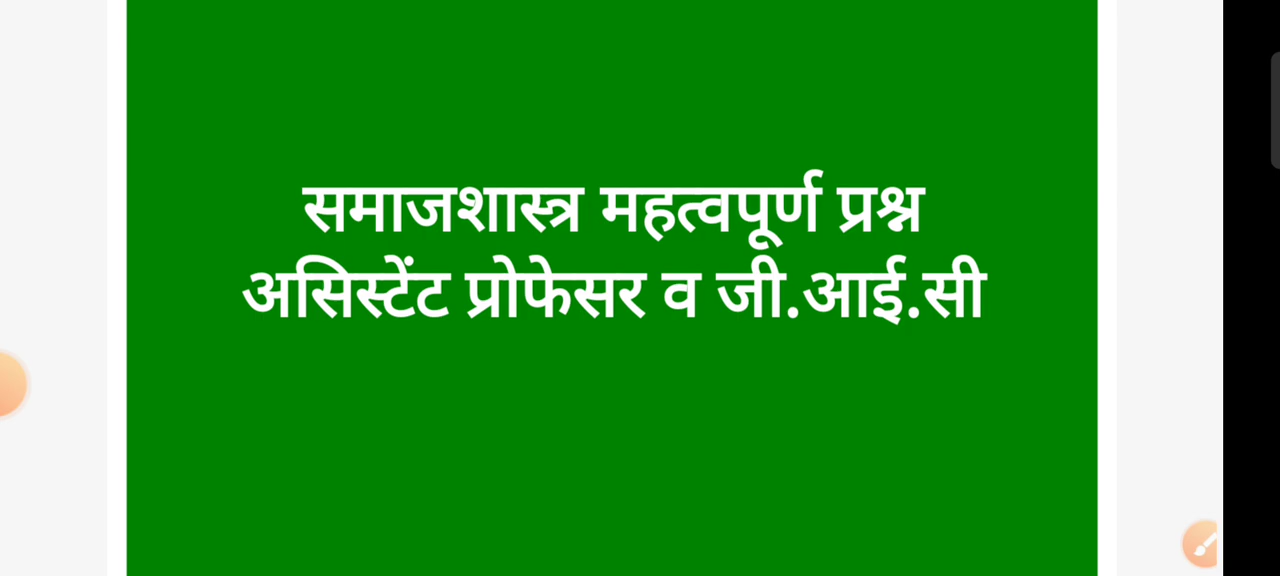 समाजशास्त्र महत्वपूर्ण प्रश्न
असिस्टेंट प्रोफेसर व जी.आई.सी